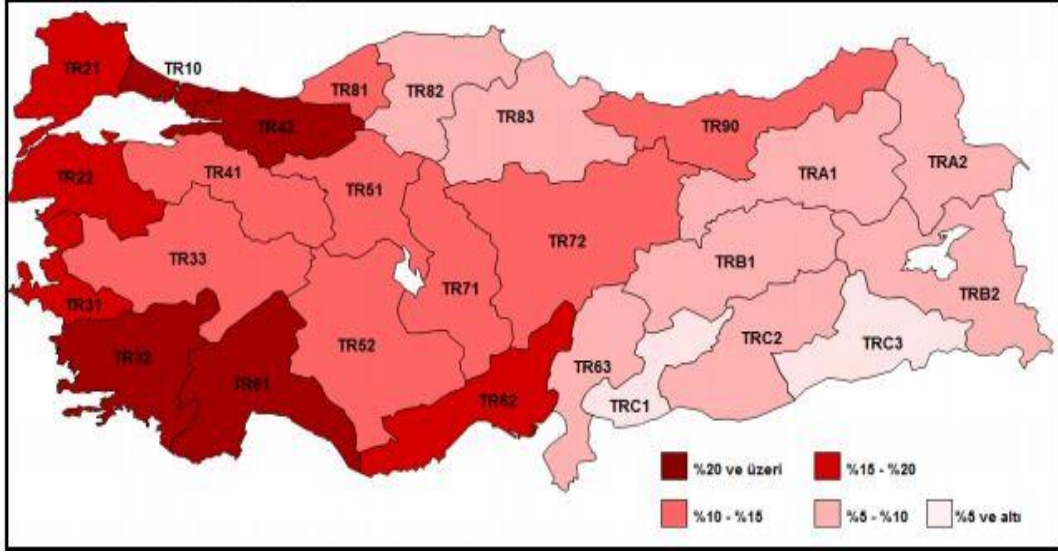 TR10
TR21
TR81
TR82
TR42
TR83
TR90
TR22
TR41
TR51
TRA1
TRA2
TR33
TR72
TRB1
TR71
TRB2
TR31
TR52
TRC2
TRC3
TR32
TR61
TR63
TR62
TRC1
%20 ve üzeri
%15 - %20
%10 - %15
%5 - %10
%5 ve altı